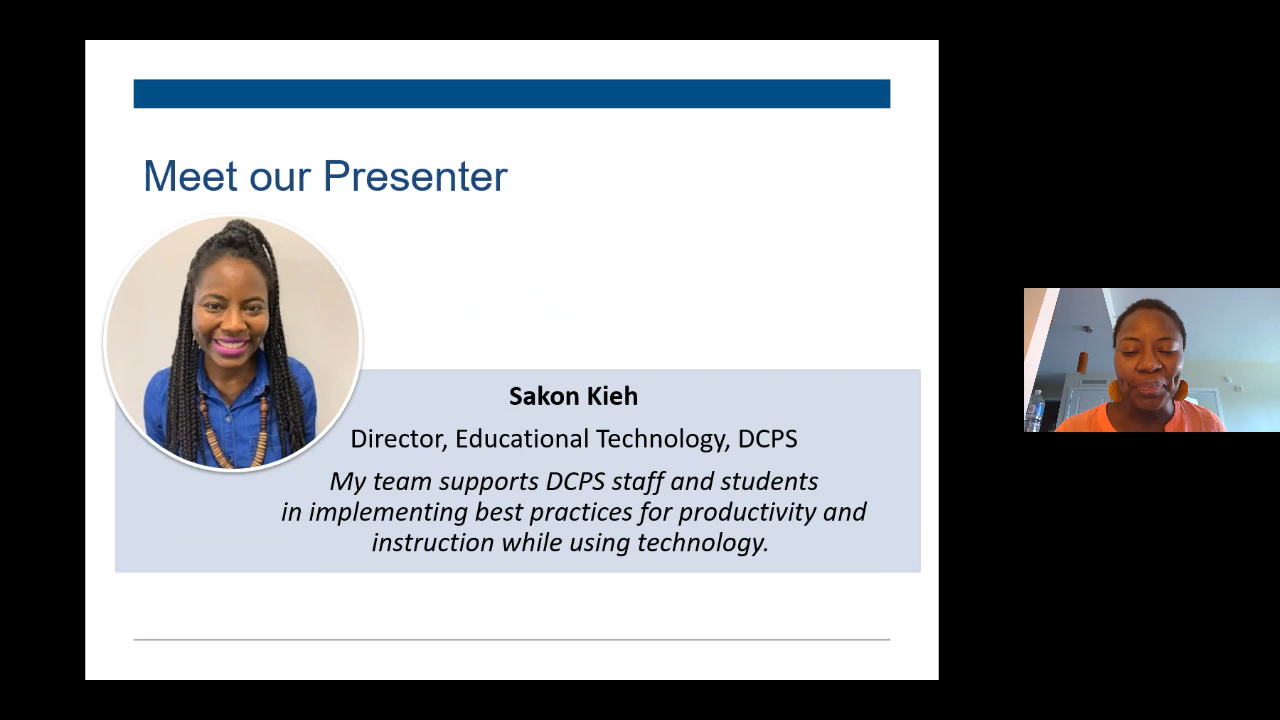 Meet our Presenter
Sakon Kieh
Director, Educational Technology, DCPS
My team supports DCPS staff and students
in implementing best practices for productivity and
instruction while using technology.